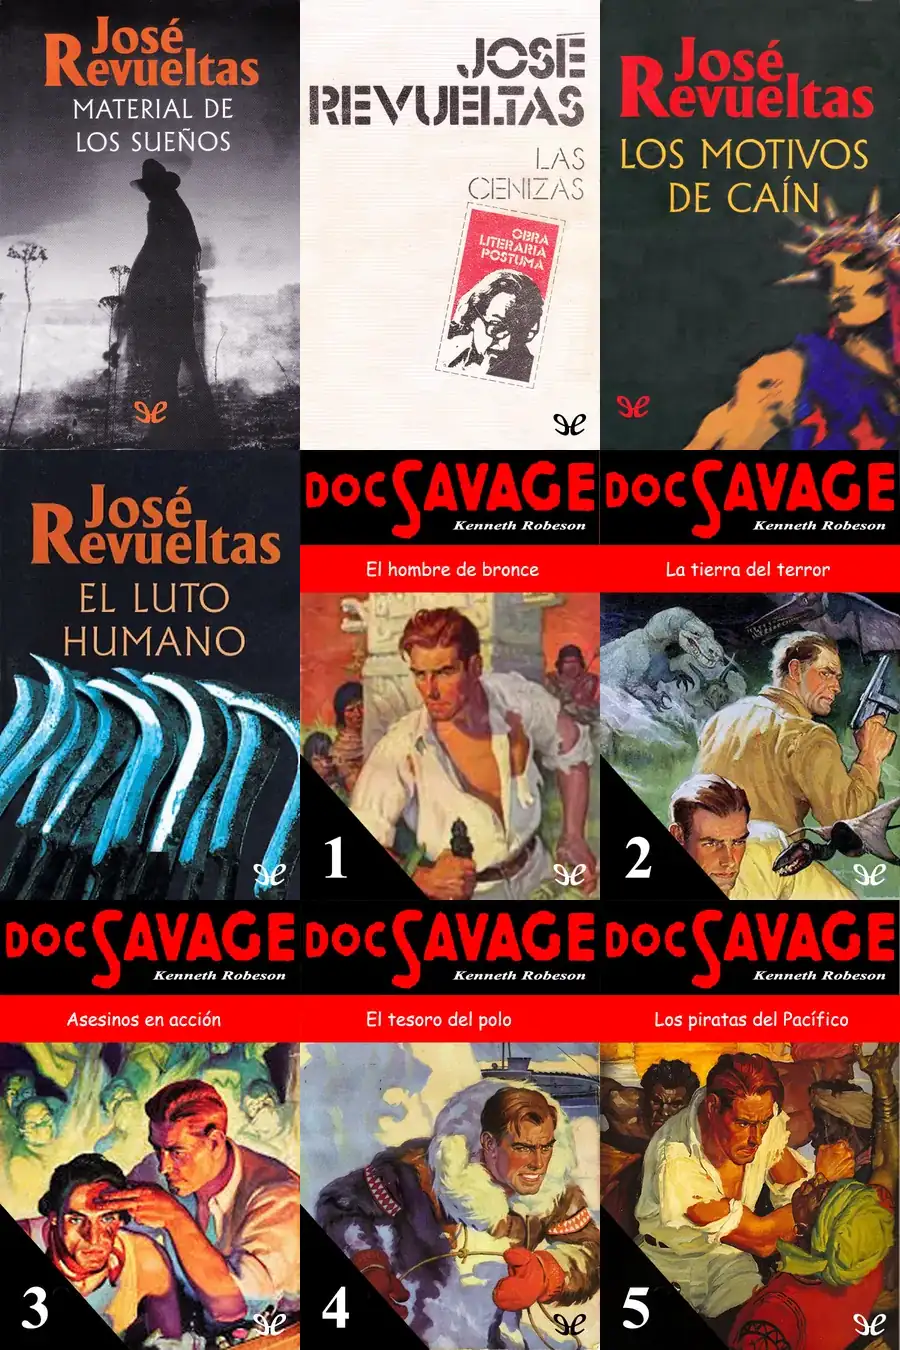 José
Revueltas
MATERIAL DE
LOS SUEÑOS
JOSÉ
REVUELTAS
LAS
CENIZAS
OBRA
LITERARIA
POSTUMA
José
Revueltas
LOS MOTIVOS
DE CAÍN
José
Revueltas
EL LUTO
HUMANO
DOC SAVAGE
Kenneth Robeson
El hombre de bronce
1
DOC SAVAGE
Kenneth Robeson
La tierra del terror
2
DOC SAVAGE
Kenneth Robeson
Asesinos en acción
3
DOC SAVAGE
Kenneth Robeson
El tesoro del polo
4
DOC SAVAGE
Kenneth Robeson
Los piratas del Pacífico
5